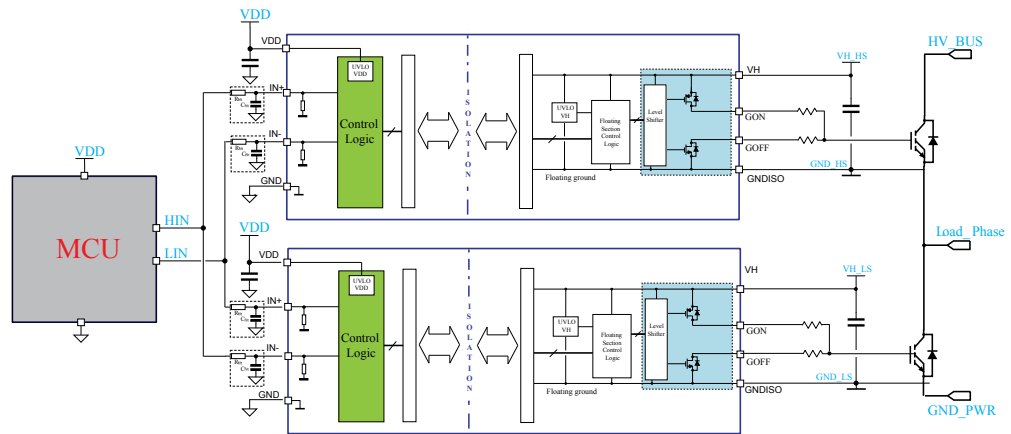 VDD
VDD
UVLO
VDD
IN+
R_flt
C_flt
IN-
C_flt
Control
Logic
GND
ISOLATION
UVLO
VH
Floating
Section
Control
Logic
Level
Shifter
Floating ground
VH
GON
GOFF
GNDISO
VH_HS
GND_HS
HV_BUS
VDD
MCU
HIN
LIN
Load_Phase
VDD
VDD
UVLO
VDD
IN+
IN-
Control
Logic
GND
ISOLATION
UVLO
VH
Floating
Section
Control
Logic
Level
Shifter
Floating ground
VH
GON
GOFF
GNDISO
VH_LS
GND_LS
GND_PWR